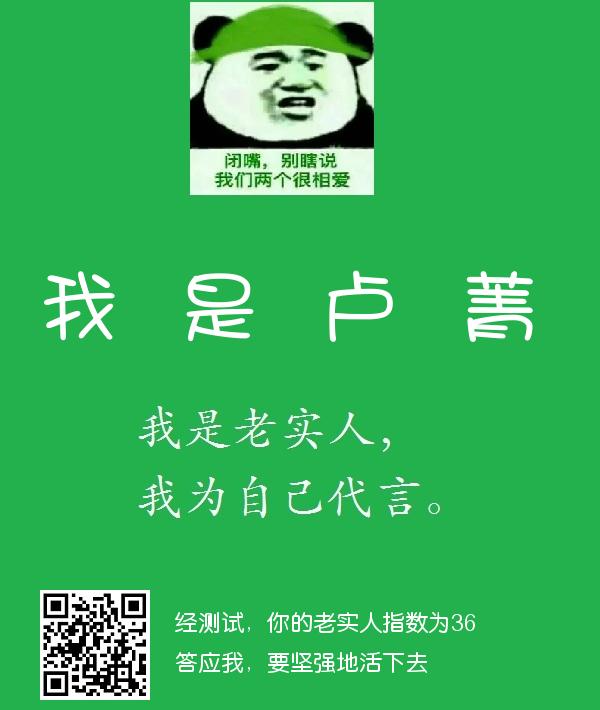 闭嘴，别瞎说
我们两个很相爱
我是卢菁
我是老实人，
我为自己代言。
经测试，你的老实人指数为36
答应我，要坚强地活下去